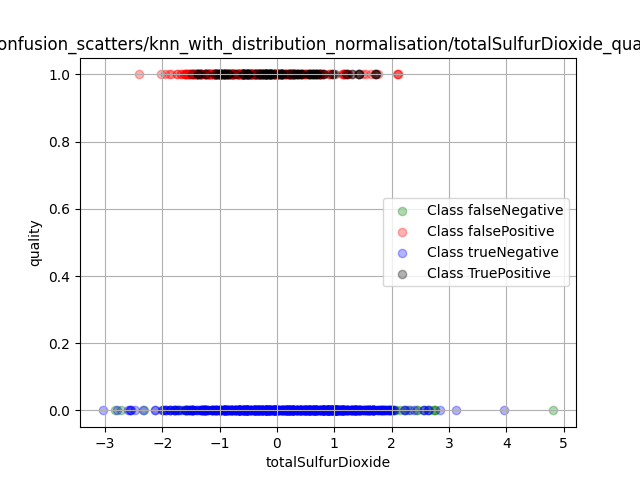 onfusion_scatters/knn_with_distribution_normalisation/totalSulfurDioxide_qua
1.0
0.8
0.6
0.4
0.2
0.0
quality
Class falseNegative
Class falsePositive
Class trueNegative
Class TruePositive
−3 −2 −1 0 1 2 3 4 5
totalSulfurDioxide